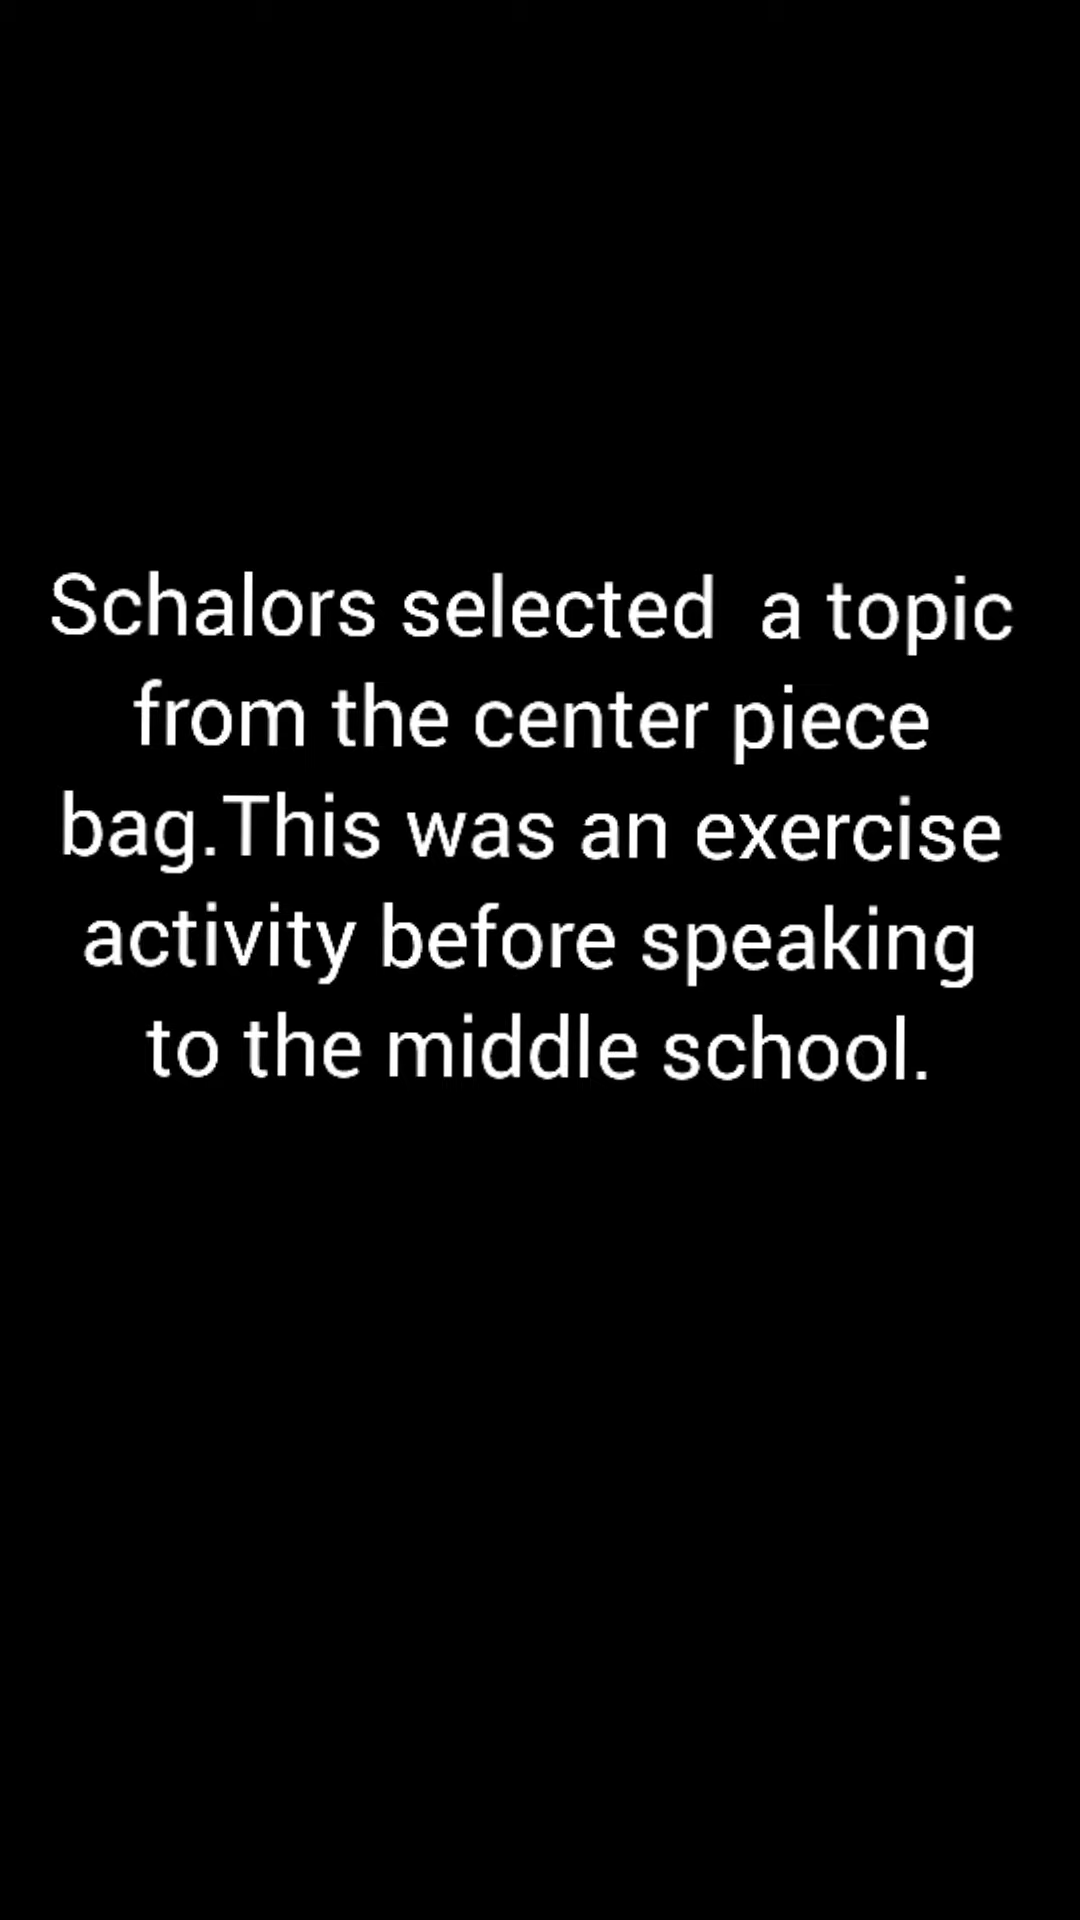 Schalors selected  a topic
from the center piece
bag.This was an exercise
activity before speaking
to the middle school.